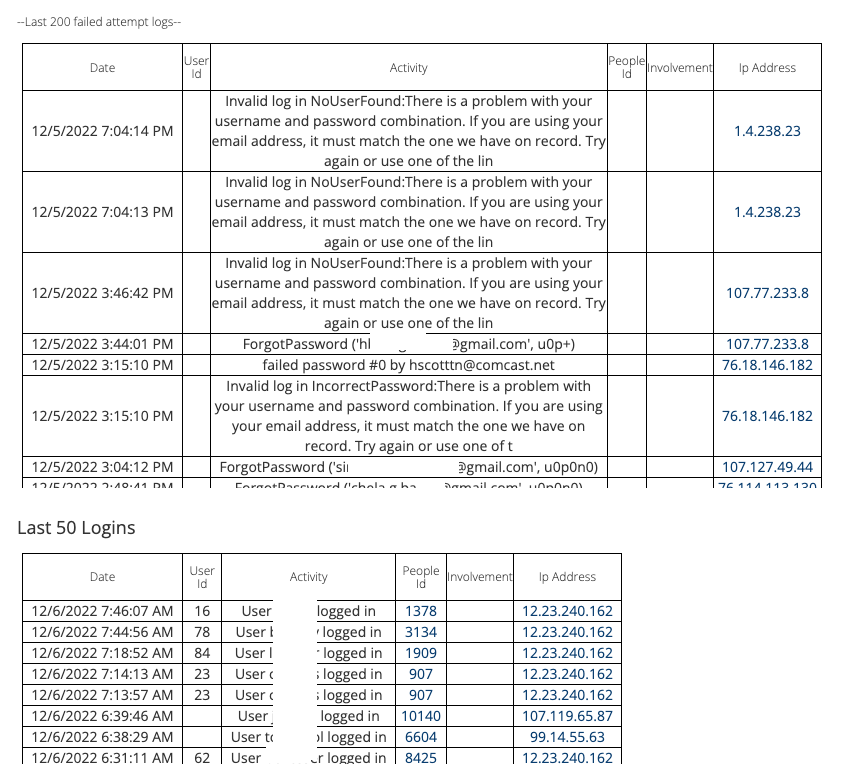 --Last 200 failed attempt logs--
Date User Id Activity People Id Involvement Ip Address
Invalid log in NoUserFound:There is a problem with your
username and password combination. If you are using your
12/5/2022 7:04:14 PM email address, it must match the one we have on record. Try 1.4.238.23
again or use one of the lin
Invalid log in NoUserFound:There is a problem with your
username and password combination. If you are using your
12/5/2022 7:04:13 PM email address, it must match the one we have on record. Try 1.4.238.23
again or use one of the lin
Invalid log in NoUserFound:There is a problem with your
username and password combination. If you are using your
12/5/2022 3:46:42 PM email address, it must match the one we have on record. Try 107.77.233.8
again or use one of the lin
12/5/2022 3:44:01 PM ForgotPassword ('hl @gmail.com', u0p+) 107.77.233.8
12/5/2022 3:15:10 PM failed password #0 by hscotttn@comcast.net 76.18.146.182
Invalid log in IncorrectPassword:There is a problem with
your username and password combination. If you are using
12/5/2022 3:15:10 PM your email address, it must match the one we have on 76.18.146.182
record. Try again or use one of t
12/5/2022 3:04:12 PM ForgotPassword ('si @gmail.com', u0p0n0) 107.127.49.44
12/5/2022 2:48:41 PM ForgotPassword @gmail.com', u0p0n0) 76.114.113.130
Last 50 Logins
Date User Id Activity People Id Involvement Ip Address
12/6/2022 7:46:07 AM 16 User logged in 1378 12.23.240.162
12/6/2022 7:44:56 AM 78 User logged in 3134 12.23.240.162
12/6/2022 7:18:52 AM 84 User logged in 1909 12.23.240.162
12/6/2022 7:14:13 AM 23 User logged in 907 12.23.240.162
12/6/2022 7:13:57 AM 23 User logged in 907 12.23.240.162
12/6/2022 6:39:46 AM User logged in 10140 107.119.65.87
12/6/2022 6:38:29 AM User logged in 6604 99.14.55.63
12/6/2022 6:31:11 AM 62 User logged in 8425 12.23.240.162